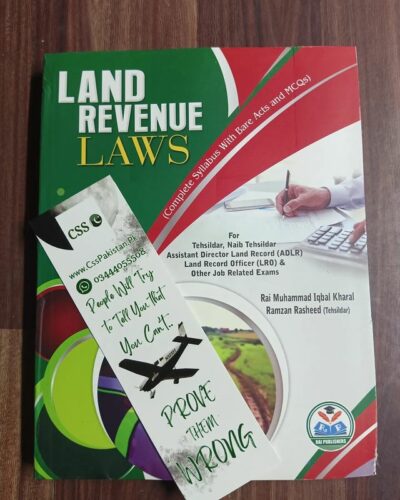 LAND
REVENUE
LAWS
(Complete Syllabus With Bare Acts and MCQs)
For
Tehsildar, Naib Tehsildar
Assistant Director Land Record (ADLR)
Land Record Officer (LRO) &
Other Job Related Exams
Rai Muhammad Iqbal Kharal
Ramzan Rasheed (Tehsildar)
RAI PUBLISHERS
CSS
www.CssPakistan.Pk
03444055508
People Will Try
To Tell You that
You Can't...
PROVE
THEM
WRONG